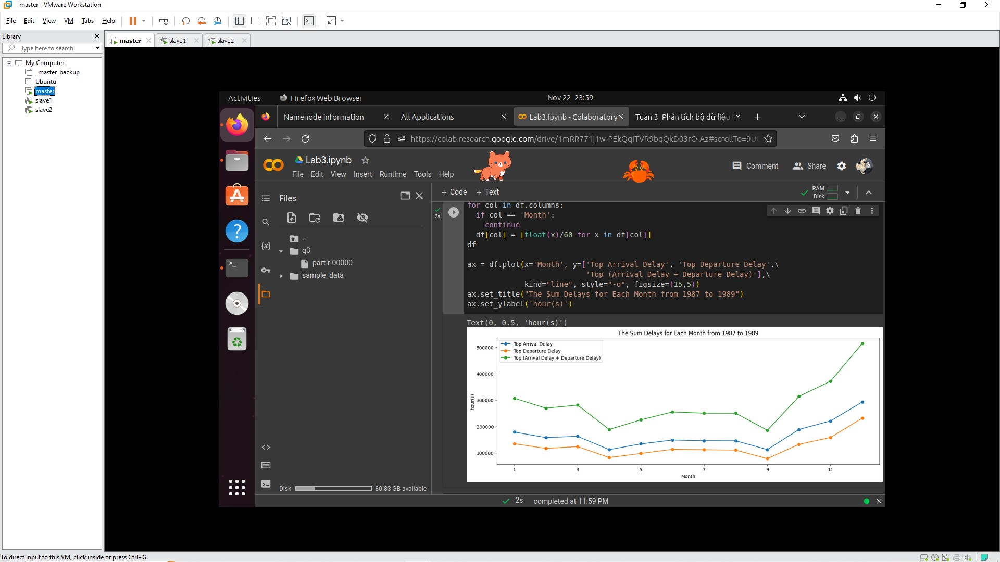 master - VMware Workstation
File Edit View VM Tabs Help
Library
Type here to search
My Computer
_master_backup
Ubuntu
master
slave1
slave2
master slave1 slave2
Activities Firefox Web Browser Nov 22 23:59
Namenode information All Applications Lab3.ipynb - Colaboratory Tuan 3_Phân tích bộ dữ liệu
https://colab.research.google.com/drive/1mRR771j1w-PEkQqITVR9bqQkD03rO-Az#scrollTo=9U
Lab3.ipynb
File Edit View Insert Runtime Tools Help
Comment Share
Files
+ Code + Text
RAM
Disk
..
q3
part-r-00000
sample_data
{x}
Disk 80.83 GB available
2s
for col in df.columns:
if col == 'Month':
continue
df[col] = [float(x)/60 for x in df[col]]
df
ax = df.plot(x='Month', y=['Top Arrival Delay', 'Top Departure Delay',\
'Top (Arrival Delay + Departure Delay)'],\
kind="line", style="-o", figsize=(15,5))
ax.set_title("The Sum Delays for Each Month from 1987 to 1989")
ax.set_ylabel('hour(s)')
Text(0, 0.5, 'hour(s)')
The Sum Delays for Each Month from 1987 to 1989
Top Arrival Delay
Top Departure Delay
Top (Arrival Delay + Departure Delay)
500000
400000
300000
200000
100000
hour(s)
1 3 5 7 9 11
Month
2s completed at 11:59 PM
To direct input to this VM, click inside or press Ctrl+G.